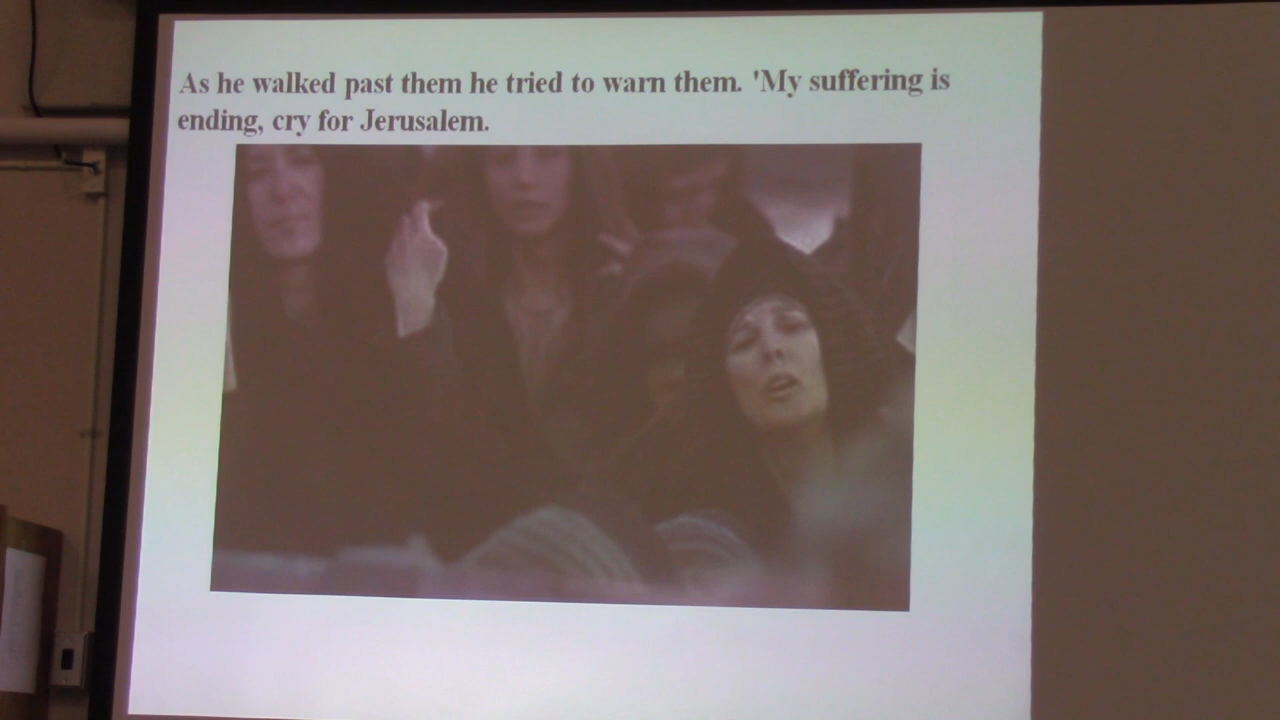 As he walked past them he tried to warn them. 'My suffering is
ending, cry for Jerusalem.